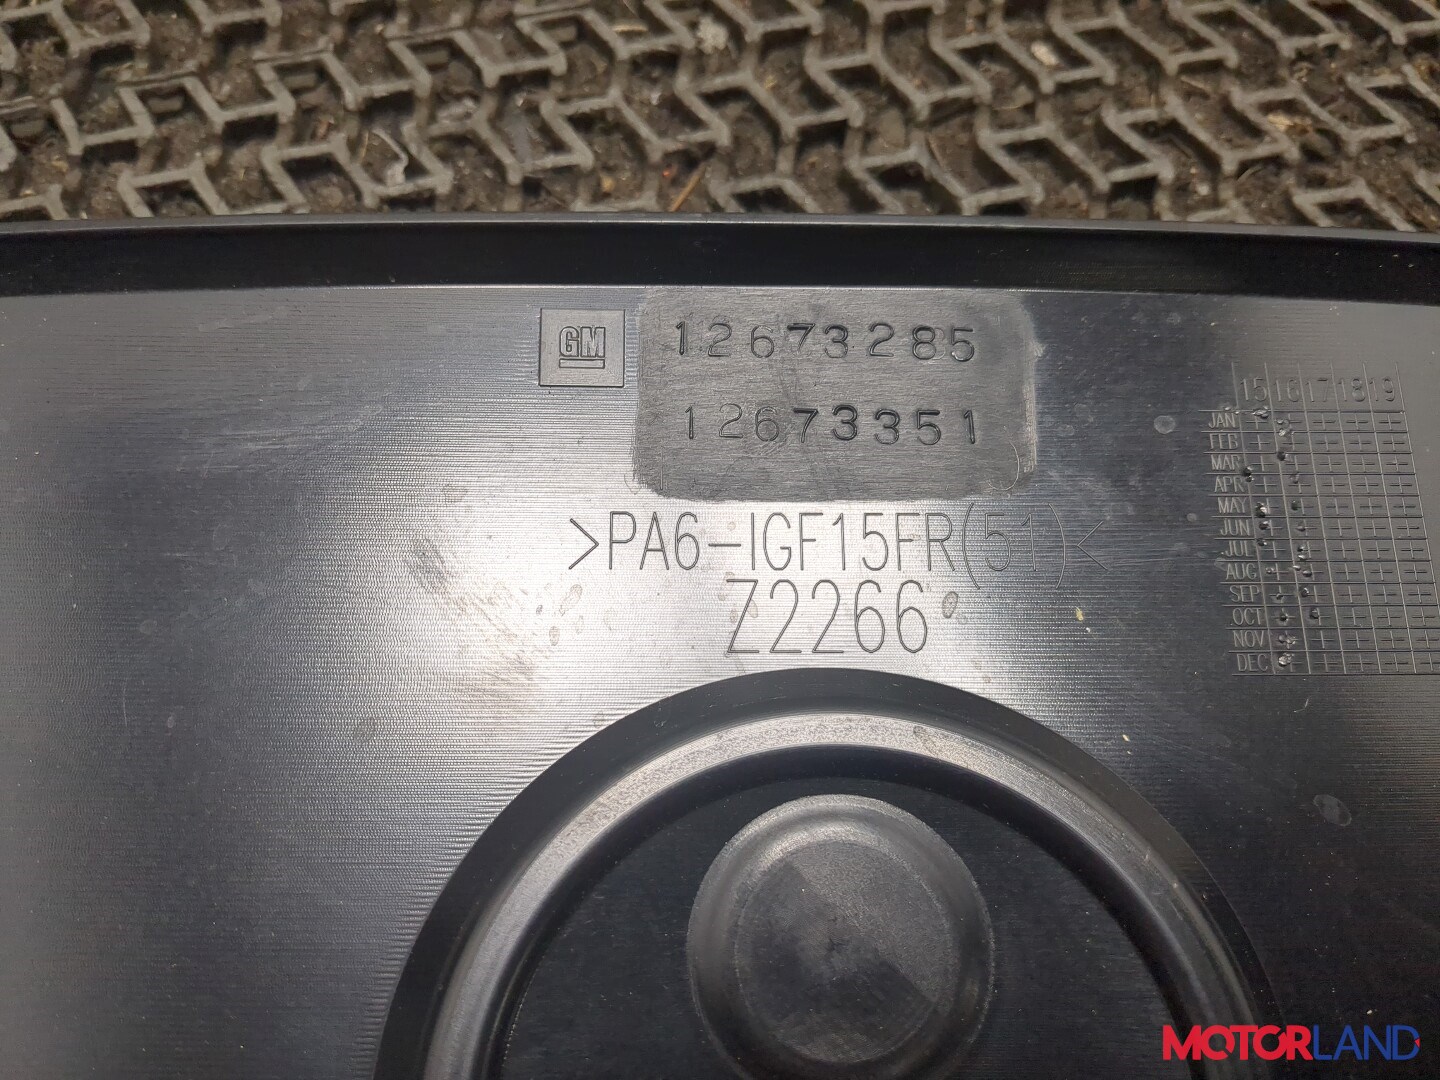 GM
12673285
12673351
>PA6-IGF15FR(51)<
Z2266
15 16 17 18 19
JAN
FEB
MAR
APR
MAY
JUN
JUL
AUG
SEP
OCT
NOV
DEC
MOTORLAND